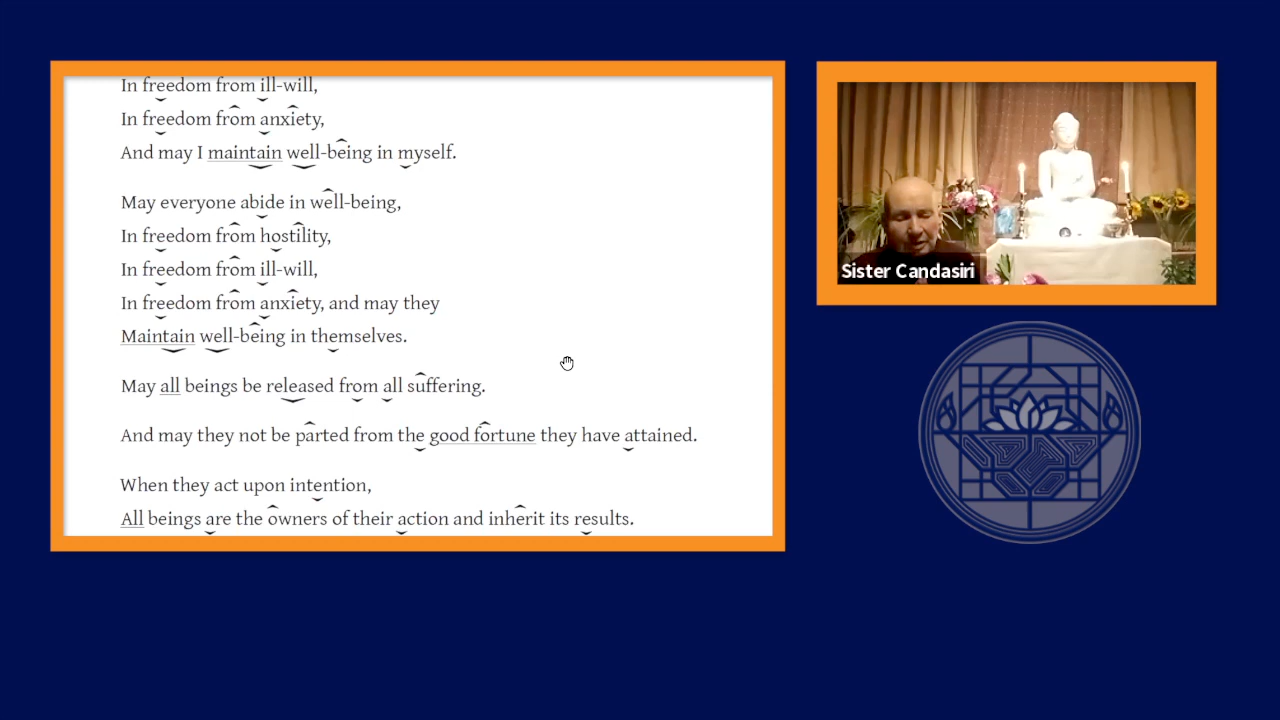 In freedom from ill-will,
In freedom from anxiety,
And may I maintain well-being in myself.
May everyone abide in well-being,
In freedom from hostility,
In freedom from ill-will,
In freedom from anxiety, and may they
Maintain well-being in themselves.
May all beings be released from all suffering.
And may they not be parted from the good fortune they have attained.
When they act upon intention,
All beings are the owners of their action and inherit its results.
Sister Candasiri